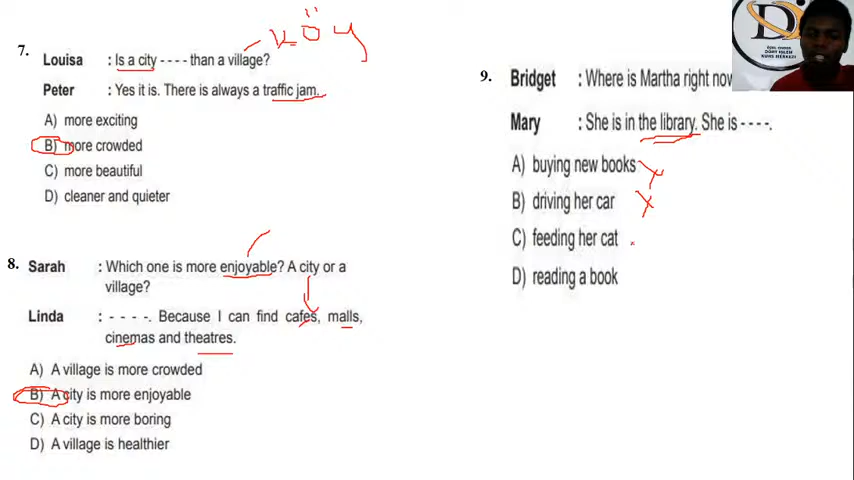 köy
7.
Louisa : Is a city ---- than a village?
Peter : Yes it is. There is always a traffic jam.
A) more exciting
B) more crowded
C) more beautiful
D) cleaner and quieter
8. Sarah : Which one is more enjoyable? A city or a
village?
Linda : ----. Because I can find cafes, malls,
cinemas and theatres.
A) A village is more crowded
B) A city is more enjoyable
C) A city is more boring
D) A village is healthier
9. Bridget : Where is Martha right now
Mary : She is in the library. She is ----.
A) buying new books
B) driving her car
C) feeding her cat
D) reading a book